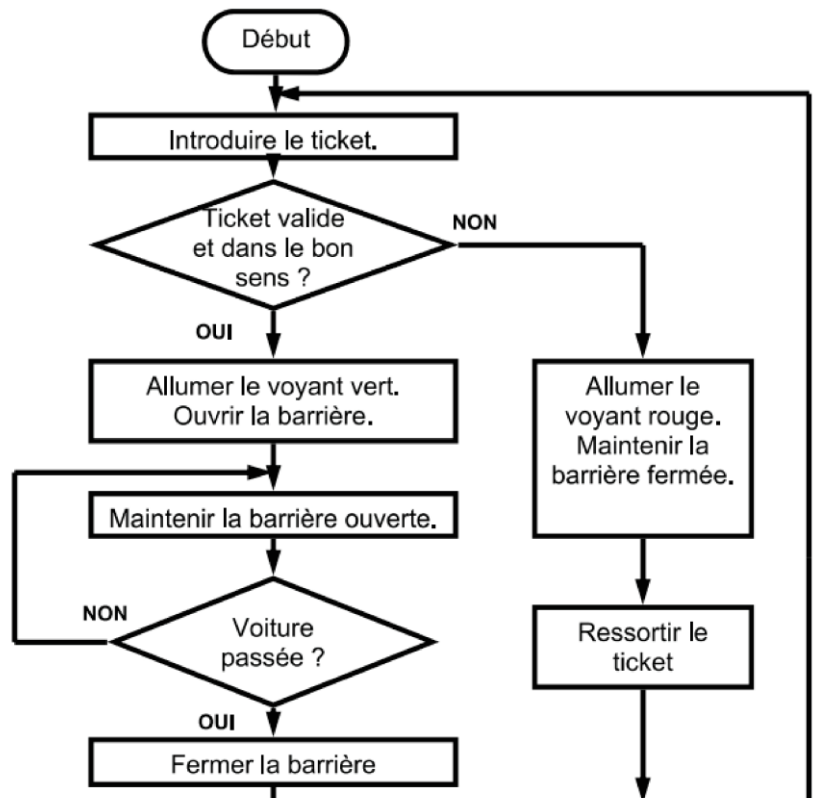 Début
Introduire le ticket.
Ticket valide
et dans le bon
sens ?
NON
OUI
Allumer le voyant vert.
Ouvrir la barrière.
Allumer le
voyant rouge.
Maintenir la
barrière fermée.
Maintenir la barrière ouverte.
NON
Voiture
passée ?
Ressortir le
ticket
OUI
Fermer la barrière